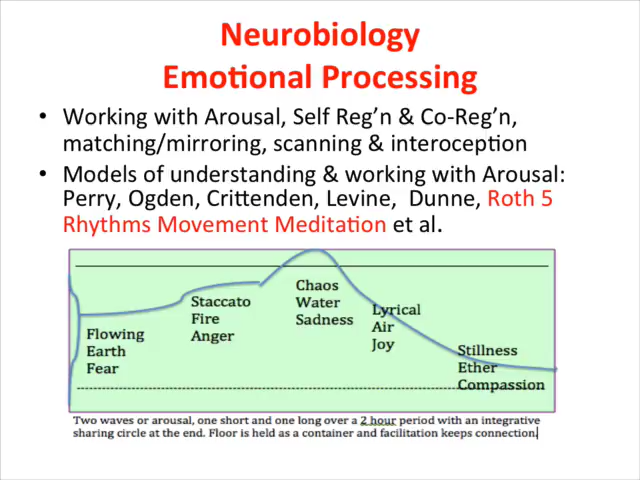 Neurobiology
Emotional Processing
• Working with Arousal, Self Reg'n & Co-Reg'n,
matching/mirroring, scanning & interoception
• Models of understanding & working with Arousal:
Perry, Ogden, Crittenden, Levine, Dunne, Roth 5
Rhythms Movement Meditation et al.
Flowing
Earth
Fear
Staccato
Fire
Anger
Chaos
Water
Sadness
Lyrical
Air
Joy
Stillness
Ether
Compassion
Two waves or arousal, one short and one long over a 2 hour period with an integrative
sharing circle at the end. Floor is held as a container and facilitation keeps connection.